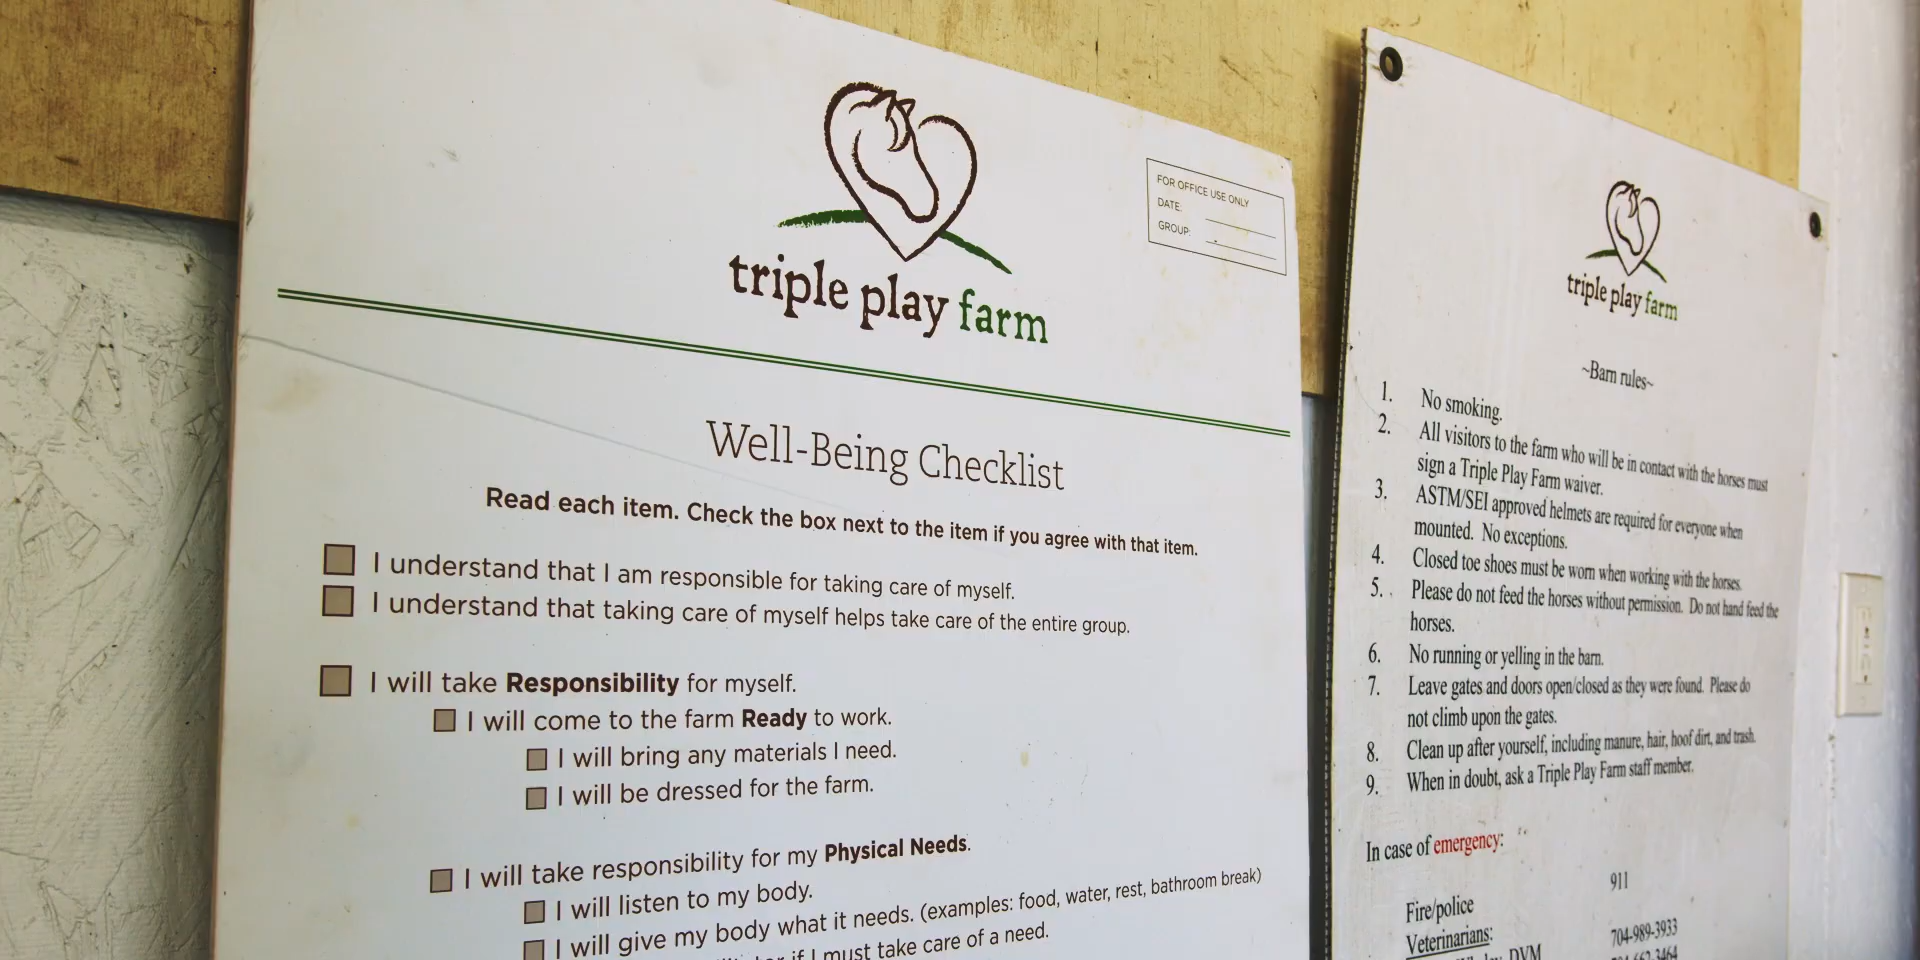 triple play farm
FOR OFFICE USE ONLY
DATE:
GROUP:
Well-Being Checklist
Read each item. Check the box next to the item if you agree with that item.
I understand that I am responsible for taking care of myself.
I understand that taking care of myself helps take care of the entire group.
I will take Responsibility for myself.
I will come to the farm Ready to work.
I will bring any materials I need.
I will be dressed for the farm.
I will take responsibility for my Physical Needs.
I will listen to my body.
I will give my body what it needs. (examples: food, water, rest, bathroom break)
if I must take care of a need.
triple play farm
~Barn rules~
1. No smoking.
2. All visitors to the farm who will be in contact with the horses must
sign a Triple Play Farm waiver.
3. ASTM/SEI approved helmets are required for everyone when
mounted. No exceptions.
4. Closed toe shoes must be worn when working with the horses.
5. Please do not feed the horses without permission. Do not hand feed the
horses.
6. No running or yelling in the barn.
7. Leave gates and doors open/closed as they were found. Please do
not climb upon the gates.
8. Clean up after yourself, including manure, hair, hoof dirt, and trash.
9. When in doubt, ask a Triple Play Farm staff member.
In case of emergency:
911
Fire/police
Veterinarians: 704-989-3933
DVM